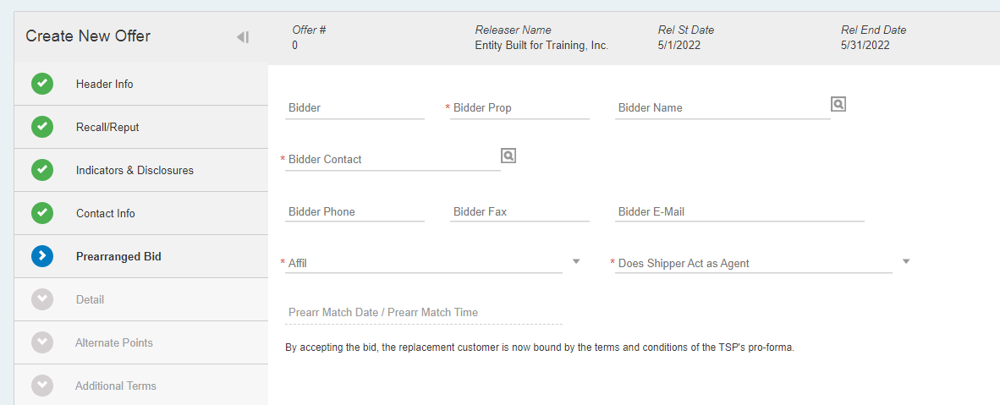 Create New Offer
Offer #
0
Releaser Name
Entity Built for Training, Inc.
Rel St Date
5/1/2022
Rel End Date
5/31/2022
Header Info
Recall/Reput
Indicators & Disclosures
Contact Info
Prearranged Bid
Detail
Alternate Points
Additional Terms
Bidder
* Bidder Prop
Bidder Name
* Bidder Contact
Bidder Phone
Bidder Fax
Bidder E-Mail
* Affil
* Does Shipper Act as Agent
Prearr Match Date / Prearr Match Time
By accepting the bid, the replacement customer is now bound by the terms and conditions of the TSP's pro-forma.